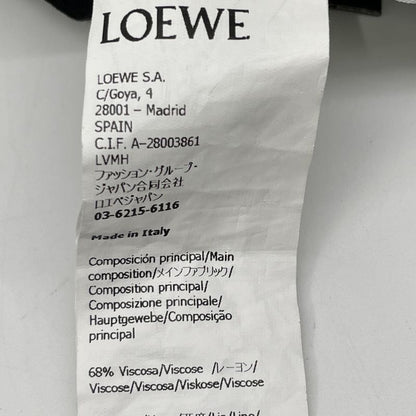 LOEWE
LOEWE S.A.
C/Goya, 4
28001 – Madrid
SPAIN
C.I.F. A-28003861
LVMH
ファッション・グループ・
ジャパン合同会社
ロエベジャパン
03-6215-6116
Made in Italy
Composición principal/Main
composition/メインファブリック/
Composition principal/
Composizione principale/
Hauptgewebe/Composição
principal
68% Viscosa/Viscose /レーヨン/
Viscose/Viscosa/Viskose/Viscose